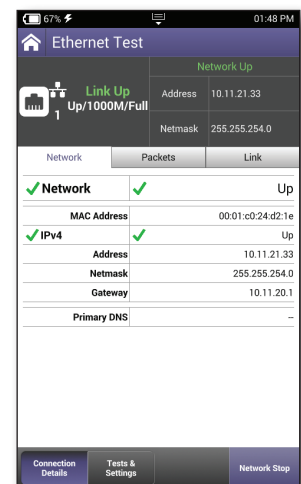 67% 01:48 PM
Ethernet Test
Network Up
Link Up
1 Up/1000M/Full
Address 10.11.21.33
Netmask 255.255.254.0
Network Packets Link
Network Up
MAC Address 00:01:c0:24:d2:1e
IPv4 Up
Address 10.11.21.33
Netmask 255.255.254.0
Gateway 10.11.20.1
Primary DNS --
Connection Details Tests & Settings Network Stop